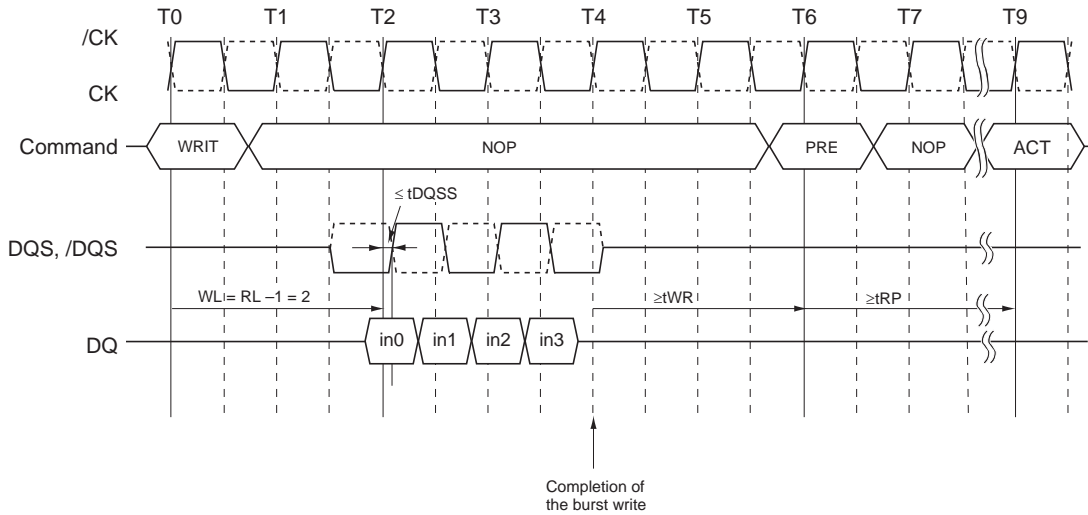 T0 T1 T2 T3 T4 T5 T6 T7 T9
/CK
CK
Command WRIT NOP PRE NOP ACT
≤ tDQSS
DQS, /DQS
WL = RL –1 = 2 ≥tWR ≥tRP
DQ in0 in1 in2 in3
Completion of
the burst write